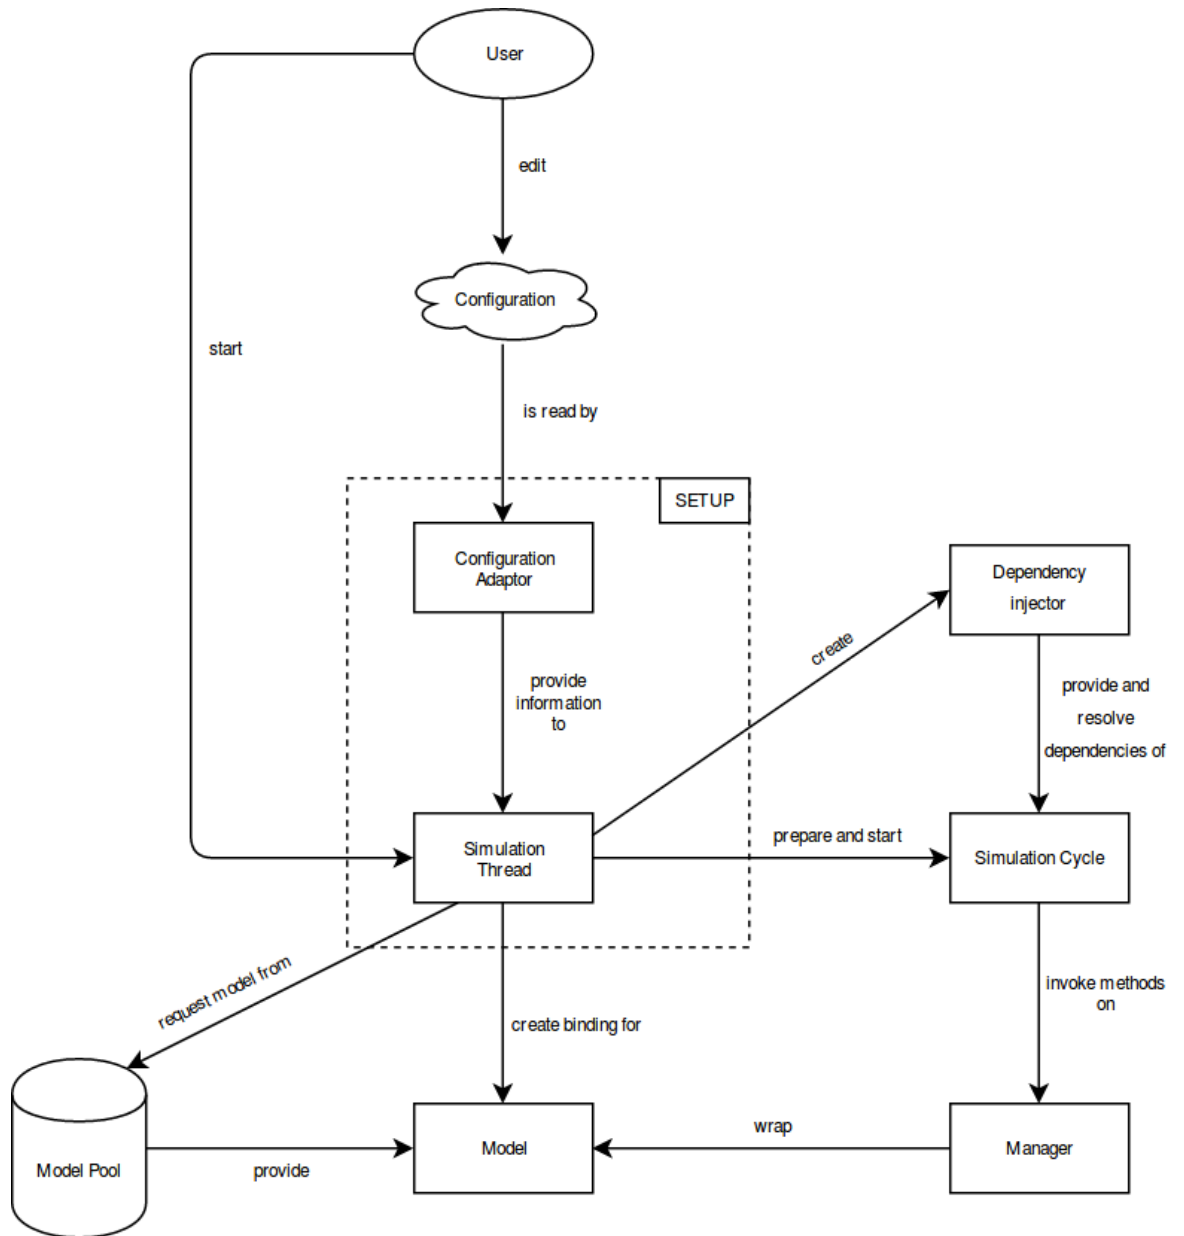 User
edit
Configuration
start
is read by
SETUP
Configuration
Adaptor
Dependency
injector
create
provide
information
to
provide and
resolve
dependencies of
Simulation
Thread
prepare and start
Simulation Cycle
request model from
create binding for
invoke methods
on
Model Pool
provide
Model
wrap
Manager